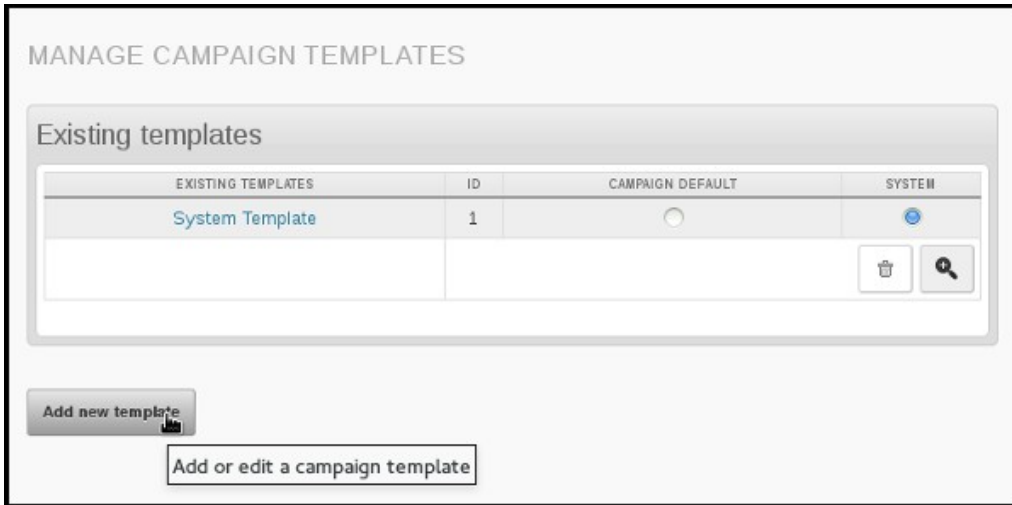 MANAGE CAMPAIGN TEMPLATES
Existing templates
EXISTING TEMPLATES ID CAMPAIGN DEFAULT SYSTEM
System Template 1
Add new template
Add or edit a campaign template